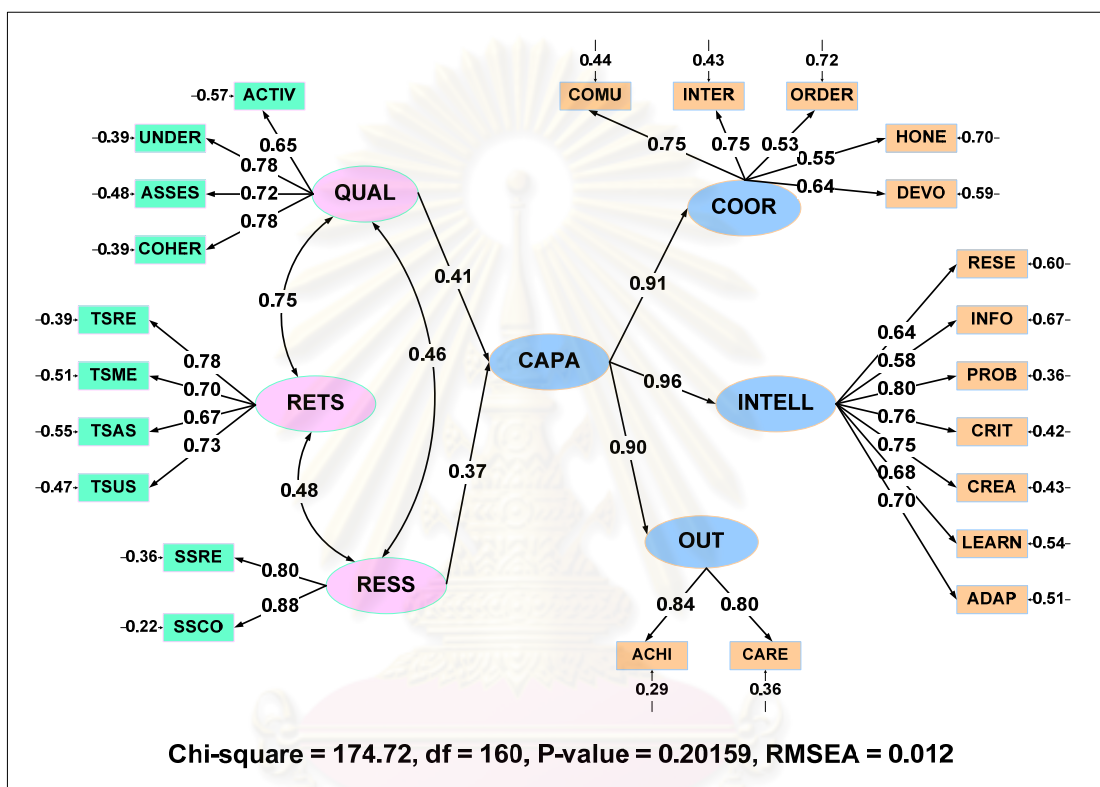 0.44 0.43 0.72
0.57 ACTIV COMU INTER ORDER
0.39 UNDER 0.65 0.75 0.75 0.53 HONE 0.70
0.78 0.55
0.48 ASSES 0.72 QUAL COOR 0.64 DEVO 0.59
0.78
0.39 COHER
0.41 RESE 0.60
0.75 0.91
0.39 TSRE 0.64 INFO 0.67
0.78 0.46 CAPA 0.58
0.51 TSME 0.70 0.96 0.80 PROB 0.36
RETS INTELL
0.55 TSAS 0.67 0.76 CRIT 0.42
0.73 0.90 0.75
0.47 TSUS 0.48 0.37 0.68 CREA 0.43
0.70
0.36 SSRE 0.80 OUT LEARN 0.54
RESS
0.22 SSCO 0.88 0.84 0.80 ADAP 0.51
ACHI CARE
0.29 0.36
Chi-square = 174.72, df = 160, P-value = 0.20159, RMSEA = 0.012